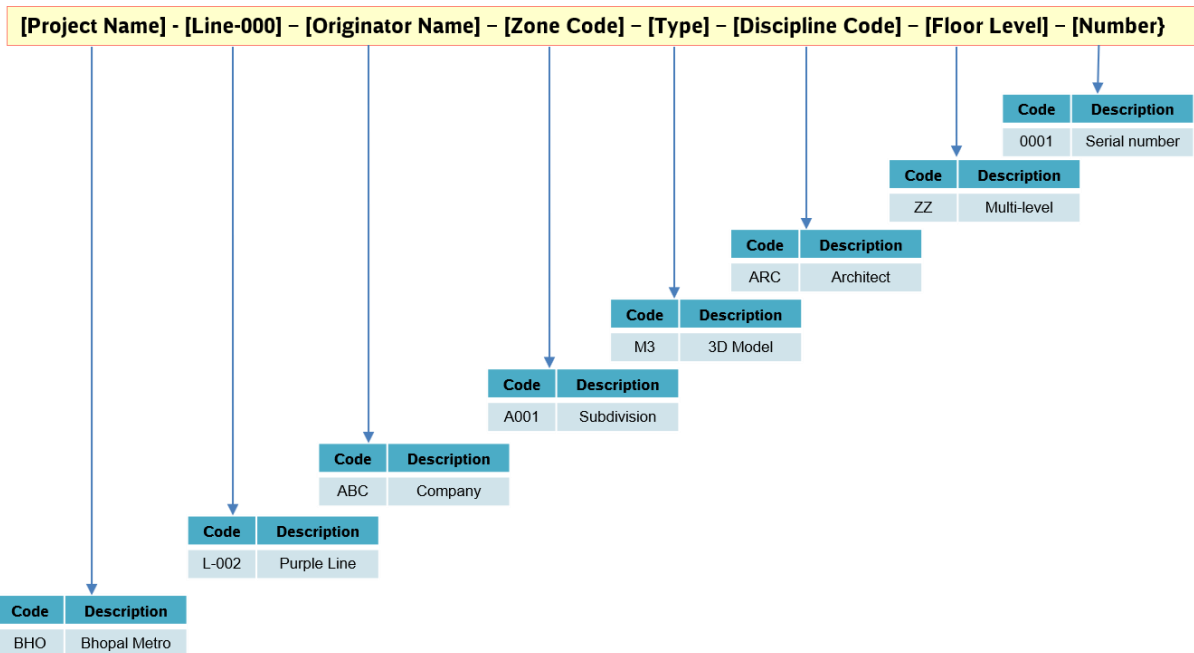 [Project Name] - [Line-000] – [Originator Name] – [Zone Code] – [Type] – [Discipline Code] – [Floor Level] – [Number}
Code Description
0001 Serial number
Code Description
ZZ Multi-level
Code Description
ARC Architect
Code Description
M3 3D Model
Code Description
A001 Subdivision
Code Description
ABC Company
Code Description
L-002 Purple Line
Code Description
BHO Bhopal Metro